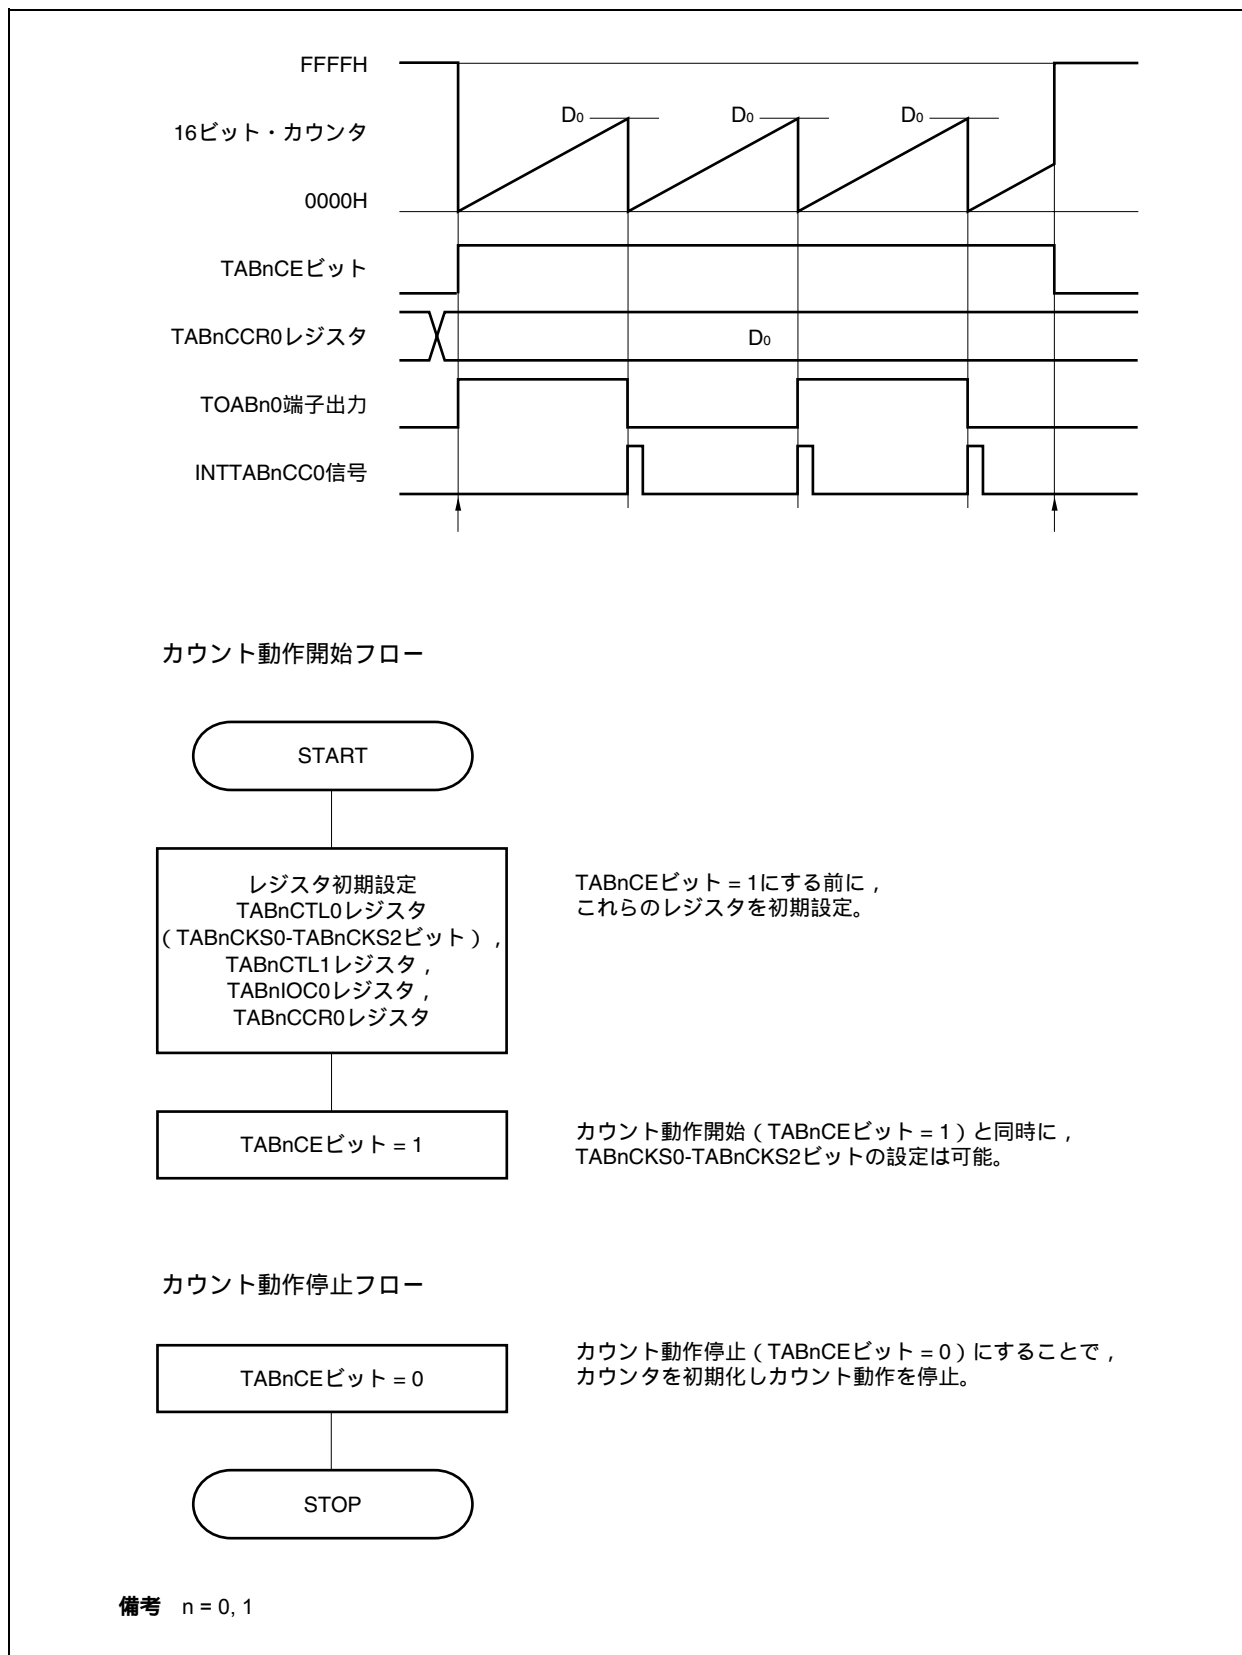 FFFFH
D0 D0 D0
16ビット・カウンタ
0000H
TABnCEビット
TABnCCR0レジスタ D0
TOABn0端子出力
INTTABnCC0信号
カウント動作開始フロー
START
レジスタ初期設定
TABnCTL0レジスタ
（TABnCKS0-TABnCKS2ビット），
TABnCTL1レジスタ，
TABnIOC0レジスタ，
TABnCCR0レジスタ
TABnCEビット = 1にする前に，
これらのレジスタを初期設定。
TABnCEビット = 1
カウント動作開始（TABnCEビット = 1）と同時に，
TABnCKS0-TABnCKS2ビットの設定は可能。
カウント動作停止フロー
TABnCEビット = 0
カウント動作停止（TABnCEビット = 0）にすることで，
カウンタを初期化しカウント動作を停止。
STOP
備考 n = 0, 1